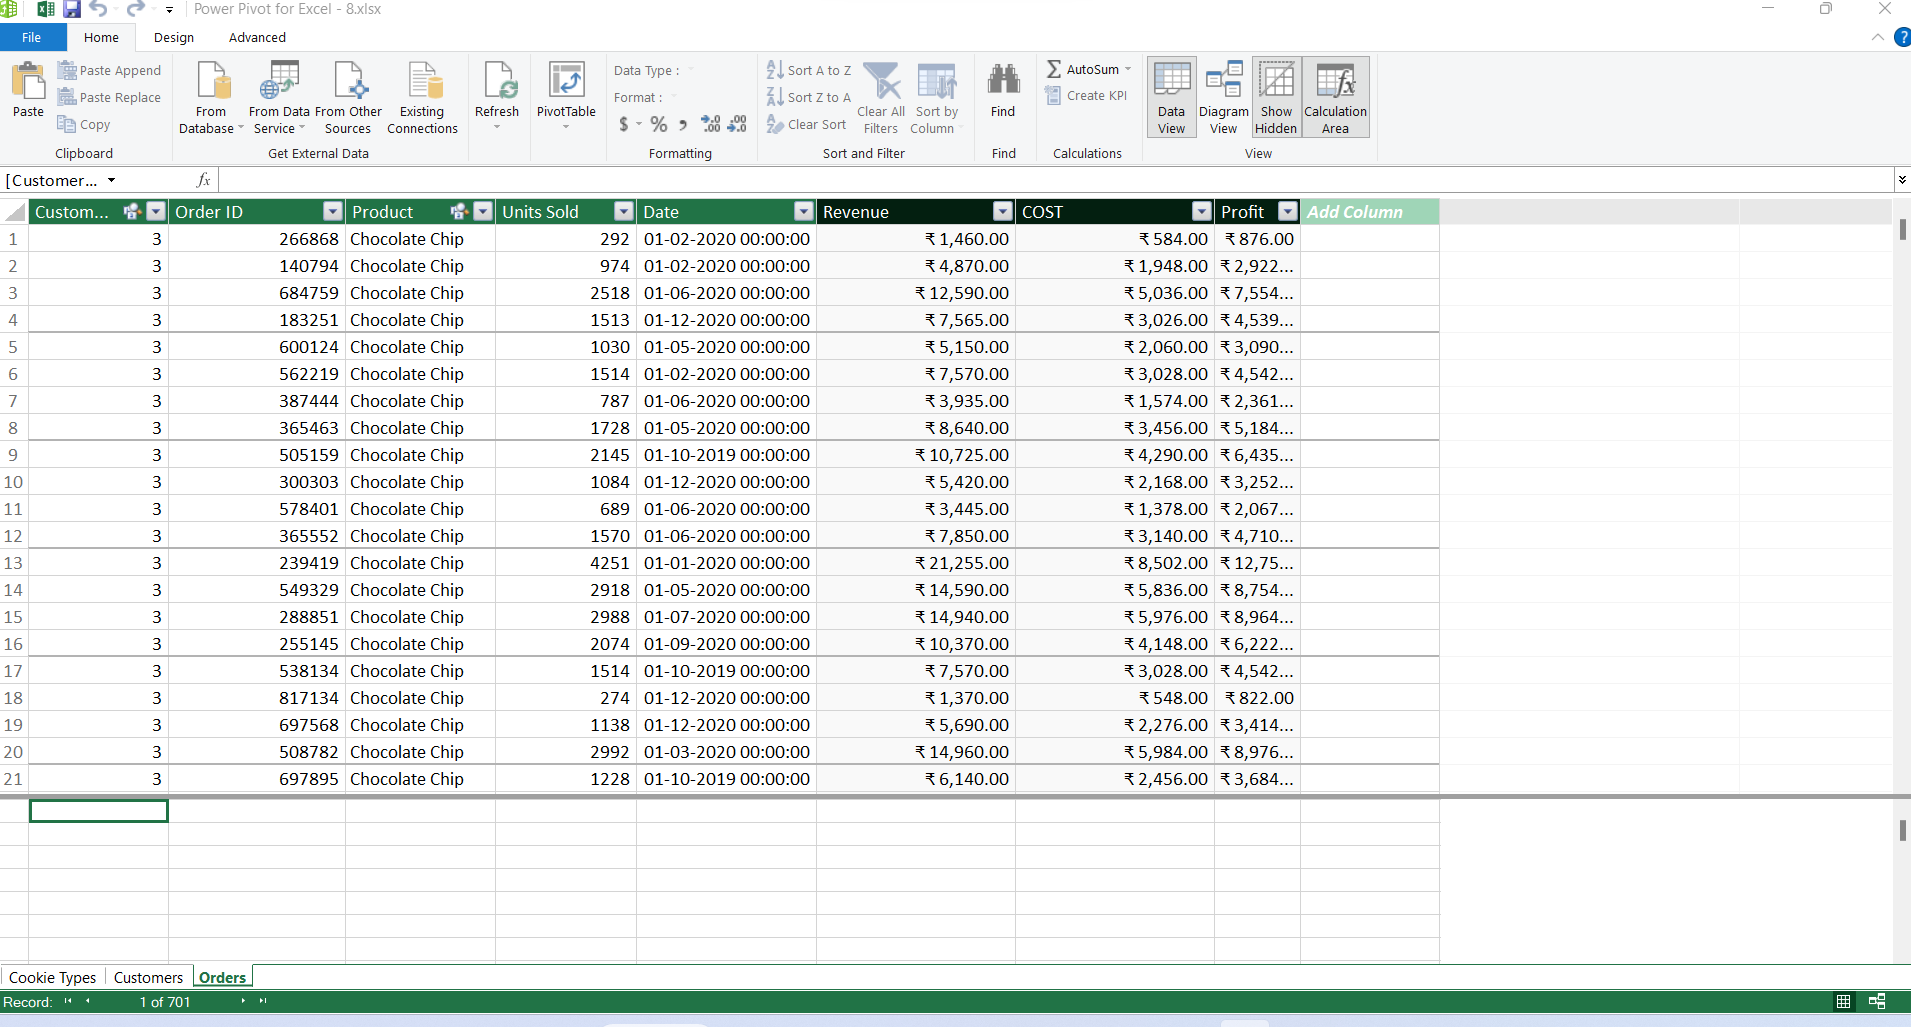 Power Pivot for Excel - 8.xlsx
File Home Design Advanced
Paste
Paste Append
Paste Replace
Copy
Clipboard
From Database
From Data Service
From Other Sources
Existing Connections
Get External Data
Refresh
PivotTable
Data Type :
Format :
$ % , .00 .00
Formatting
Sort A to Z
Sort Z to A
Clear Sort
Clear All Filters
Sort by Column
Sort and Filter
Find
Find
AutoSum
Create KPI
Calculations
Data View
Diagram View
Show Hidden
Calculation Area
View
[Customer... fx
Custom... Order ID Product Units Sold Date Revenue COST Profit Add Column
1 3 266868 Chocolate Chip 292 01-02-2020 00:00:00 ₹ 1,460.00 ₹ 584.00 ₹ 876.00
2 3 140794 Chocolate Chip 974 01-02-2020 00:00:00 ₹ 4,870.00 ₹ 1,948.00 ₹ 2,922...
3 3 684759 Chocolate Chip 2518 01-06-2020 00:00:00 ₹ 12,590.00 ₹ 5,036.00 ₹ 7,554...
4 3 183251 Chocolate Chip 1513 01-12-2020 00:00:00 ₹ 7,565.00 ₹ 3,026.00 ₹ 4,539...
5 3 600124 Chocolate Chip 1030 01-05-2020 00:00:00 ₹ 5,150.00 ₹ 2,060.00 ₹ 3,090...
6 3 562219 Chocolate Chip 1514 01-02-2020 00:00:00 ₹ 7,570.00 ₹ 3,028.00 ₹ 4,542...
7 3 387444 Chocolate Chip 787 01-06-2020 00:00:00 ₹ 3,935.00 ₹ 1,574.00 ₹ 2,361...
8 3 365463 Chocolate Chip 1728 01-05-2020 00:00:00 ₹ 8,640.00 ₹ 3,456.00 ₹ 5,184...
9 3 505159 Chocolate Chip 2145 01-10-2019 00:00:00 ₹ 10,725.00 ₹ 4,290.00 ₹ 6,435...
10 3 300303 Chocolate Chip 1084 01-12-2020 00:00:00 ₹ 5,420.00 ₹ 2,168.00 ₹ 3,252...
11 3 578401 Chocolate Chip 689 01-06-2020 00:00:00 ₹ 3,445.00 ₹ 1,378.00 ₹ 2,067...
12 3 365552 Chocolate Chip 1570 01-06-2020 00:00:00 ₹ 7,850.00 ₹ 3,140.00 ₹ 4,710...
13 3 239419 Chocolate Chip 4251 01-01-2020 00:00:00 ₹ 21,255.00 ₹ 8,502.00 ₹ 12,75...
14 3 549329 Chocolate Chip 2918 01-05-2020 00:00:00 ₹ 14,590.00 ₹ 5,836.00 ₹ 8,754...
15 3 288851 Chocolate Chip 2988 01-07-2020 00:00:00 ₹ 14,940.00 ₹ 5,976.00 ₹ 8,964...
16 3 255145 Chocolate Chip 2074 01-09-2020 00:00:00 ₹ 10,370.00 ₹ 4,148.00 ₹ 6,222...
17 3 538134 Chocolate Chip 1514 01-10-2019 00:00:00 ₹ 7,570.00 ₹ 3,028.00 ₹ 4,542...
18 3 817134 Chocolate Chip 274 01-12-2020 00:00:00 ₹ 1,370.00 ₹ 548.00 ₹ 822.00
19 3 697568 Chocolate Chip 1138 01-12-2020 00:00:00 ₹ 5,690.00 ₹ 2,276.00 ₹ 3,414...
20 3 508782 Chocolate Chip 2992 01-03-2020 00:00:00 ₹ 14,960.00 ₹ 5,984.00 ₹ 8,976...
21 3 697895 Chocolate Chip 1228 01-10-2019 00:00:00 ₹ 6,140.00 ₹ 2,456.00 ₹ 3,684...
Cookie Types Customers Orders
Record: 1 of 701